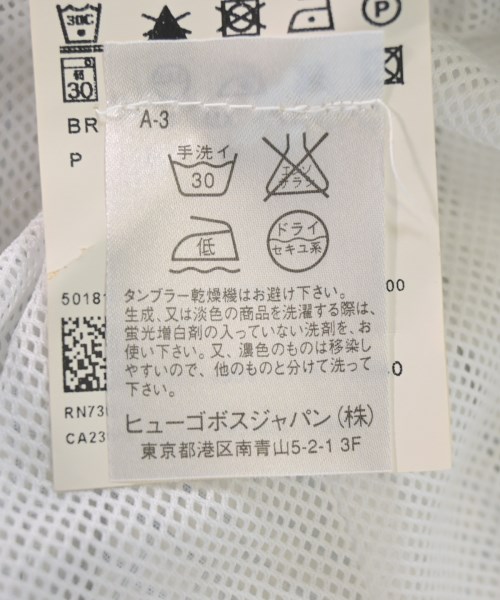 30C
P
30
BR
P
A-3
手洗イ
30
エンソ
サラシ
低
ドライ
セキユ系
タンブラー乾燥機はお避け下さい。
生成、又は淡色の商品を洗濯する際は、
蛍光増白剤の入っていない洗剤を、お
使い下さい。又、濃色のものは移染し
やすいので、他のものと分けて洗って
下さい。
ヒューゴボスジャパン(株)
東京都港区南青山5-2-1 3F
5018
00
0
RN73
CA23